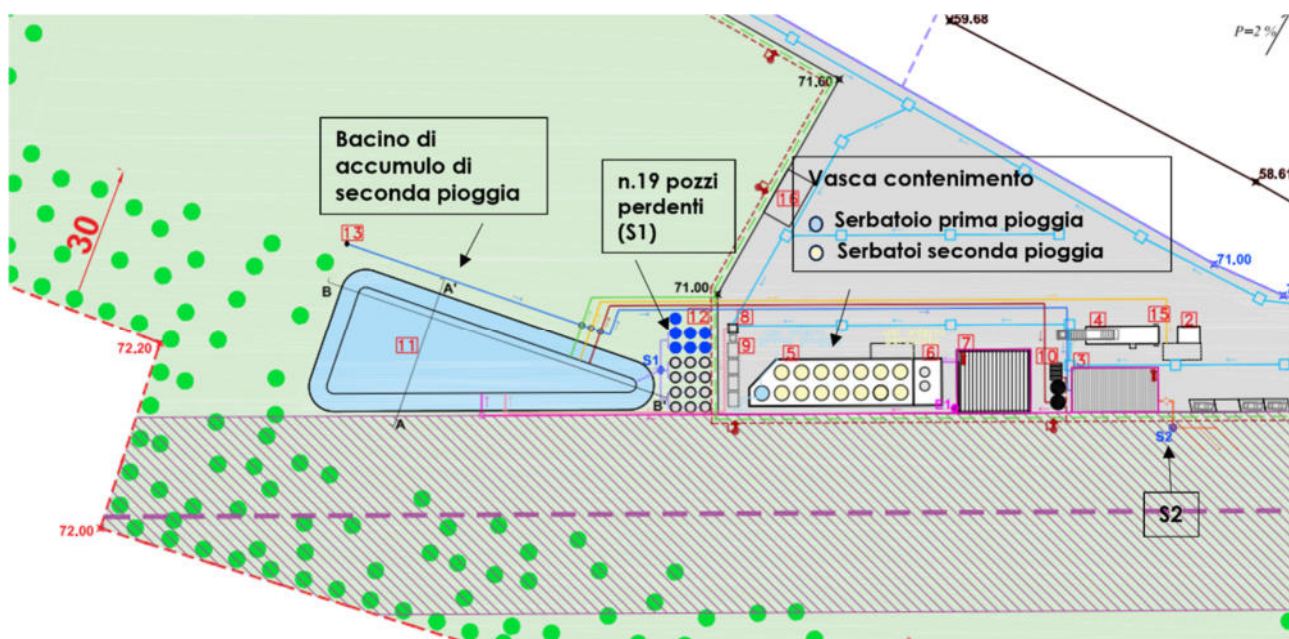 59.68
P=2%
71.60
58.61
Bacino di
accumulo di
seconda pioggia
n.19 pozzi
perdenti
(S1)
Vasca contenimento
Serbatoio prima pioggia
Serbatoi seconda pioggia
16
30
13
71.00
71.00
B
A'
12
8
4
15
2
11
S1
9
5
6
7
10
3
72.20
B'
E1
A
S2
S2
72.00